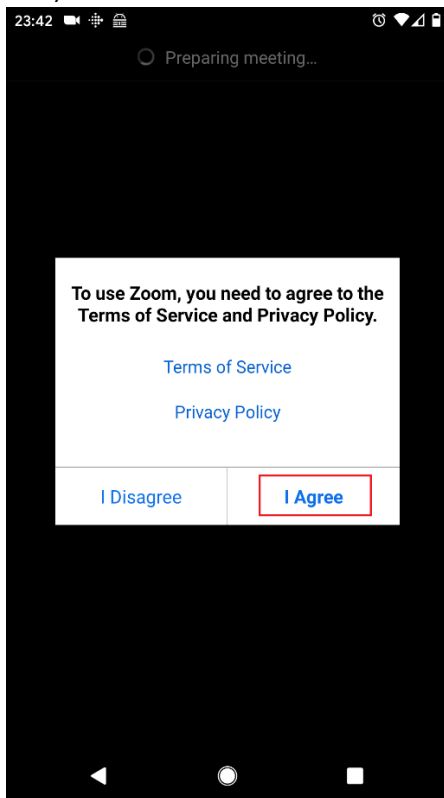 23:42
Preparing meeting...
To use Zoom, you need to agree to the
Terms of Service and Privacy Policy.
Terms of Service
Privacy Policy
I Disagree
I Agree